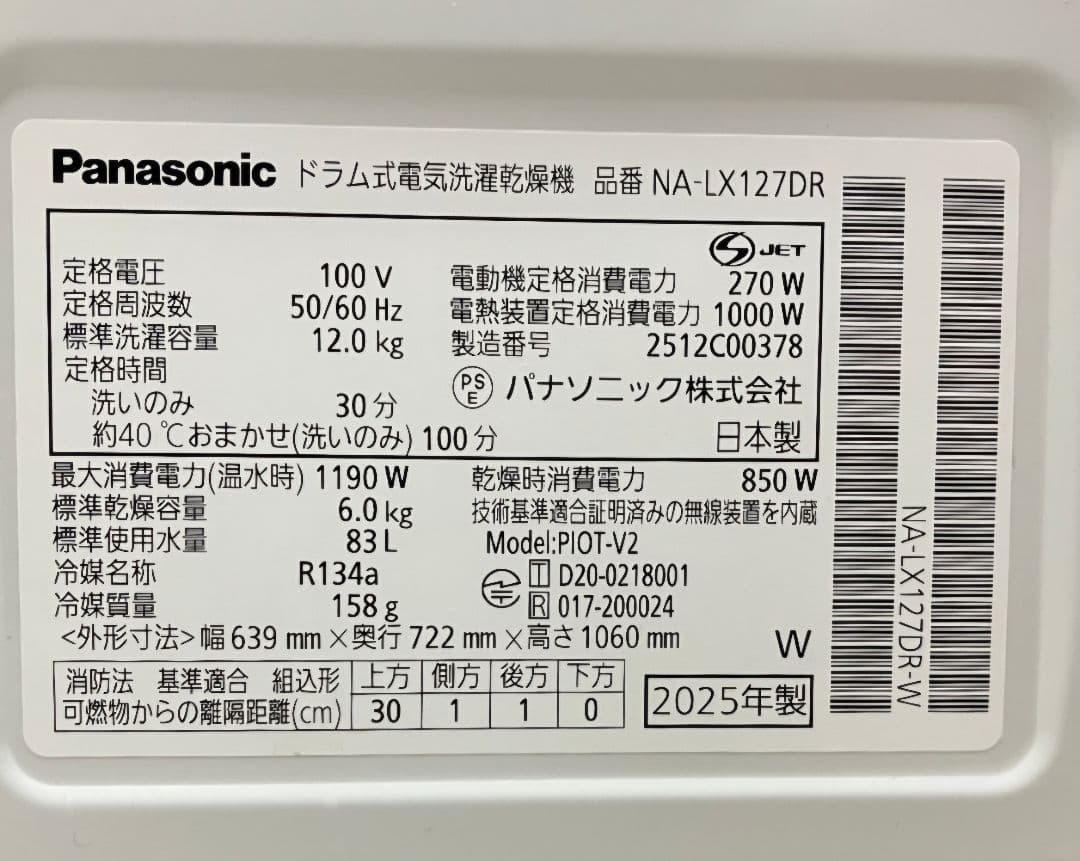 Panasonic ドラム式電気洗濯乾燥機 品番 NA-LX127DR
JET
定格電圧 100 V
定格周波数 50/60 Hz
標準洗濯容量 12.0 kg
定格時間
洗いのみ 30 分
約40 ℃おまかせ(洗いのみ) 100 分
電動機定格消費電力 270 W
電熱装置定格消費電力 1000 W
製造番号 2512C00378
PS E パナソニック株式会社
日本製
最大消費電力(温水時) 1190 W
標準乾燥容量 6.0 kg
標準使用水量 83 L
冷媒名称 R134a
冷媒質量 158 g
乾燥時消費電力 850 W
技術基準適合証明済みの無線装置を内蔵
Model:PIOT-V2
T D20-0218001
R 017-200024
<外形寸法> 幅 639 mm × 奥行 722 mm × 高さ 1060 mm
W
消防法 基準適合 組込形 上方 側方 後方 下方
可燃物からの離隔距離(cm) 30 1 1 0
2025年製
NA-LX127DR-W